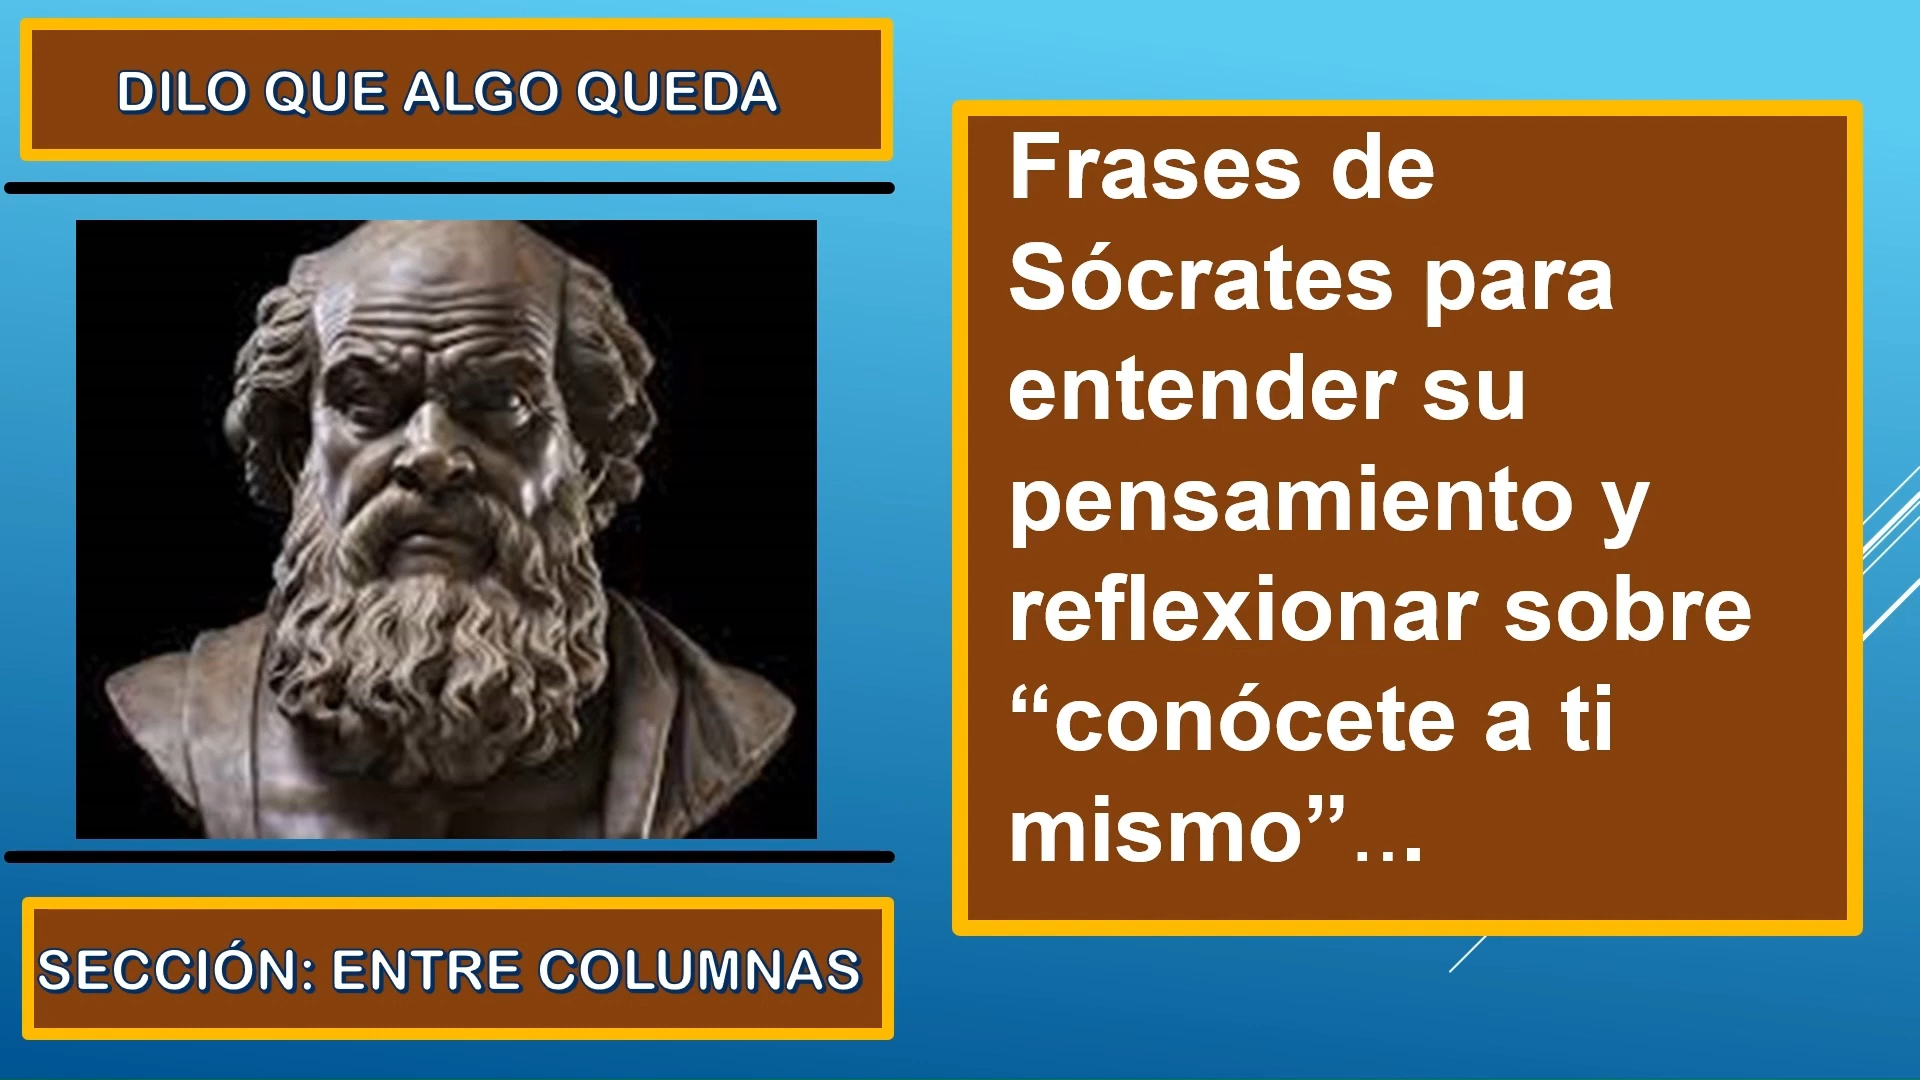 DILO QUE ALGO QUEDA
Frases de
Sócrates para
entender su
pensamiento y
reflexionar sobre
“conócete a ti
mismo”...
SECCIÓN: ENTRE COLUMNAS